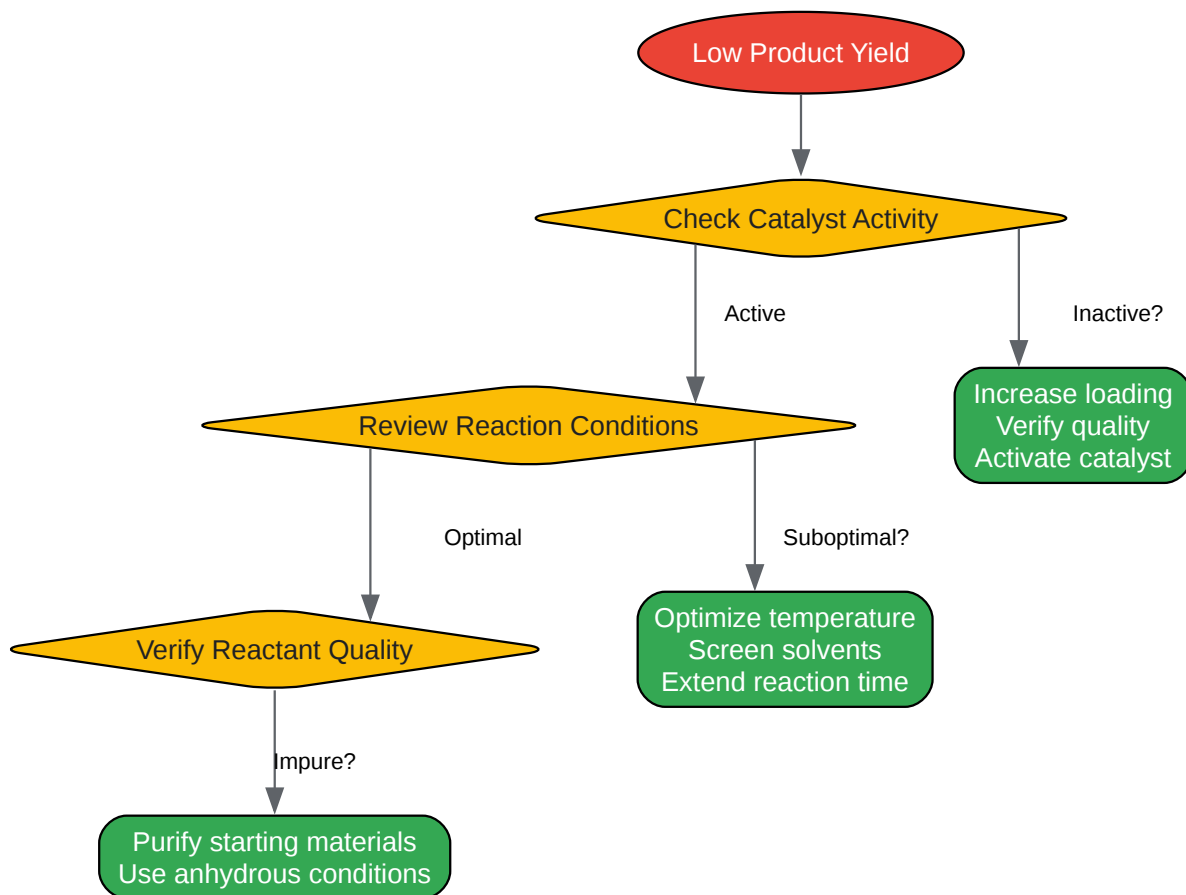 Low Product Yield
Check Catalyst Activity
Active
Inactive?
Increase loading
Verify quality
Activate catalyst
Review Reaction Conditions
Optimal
Suboptimal?
Optimize temperature
Screen solvents
Extend reaction time
Verify Reactant Quality
Impure?
Purify starting materials
Use anhydrous conditions